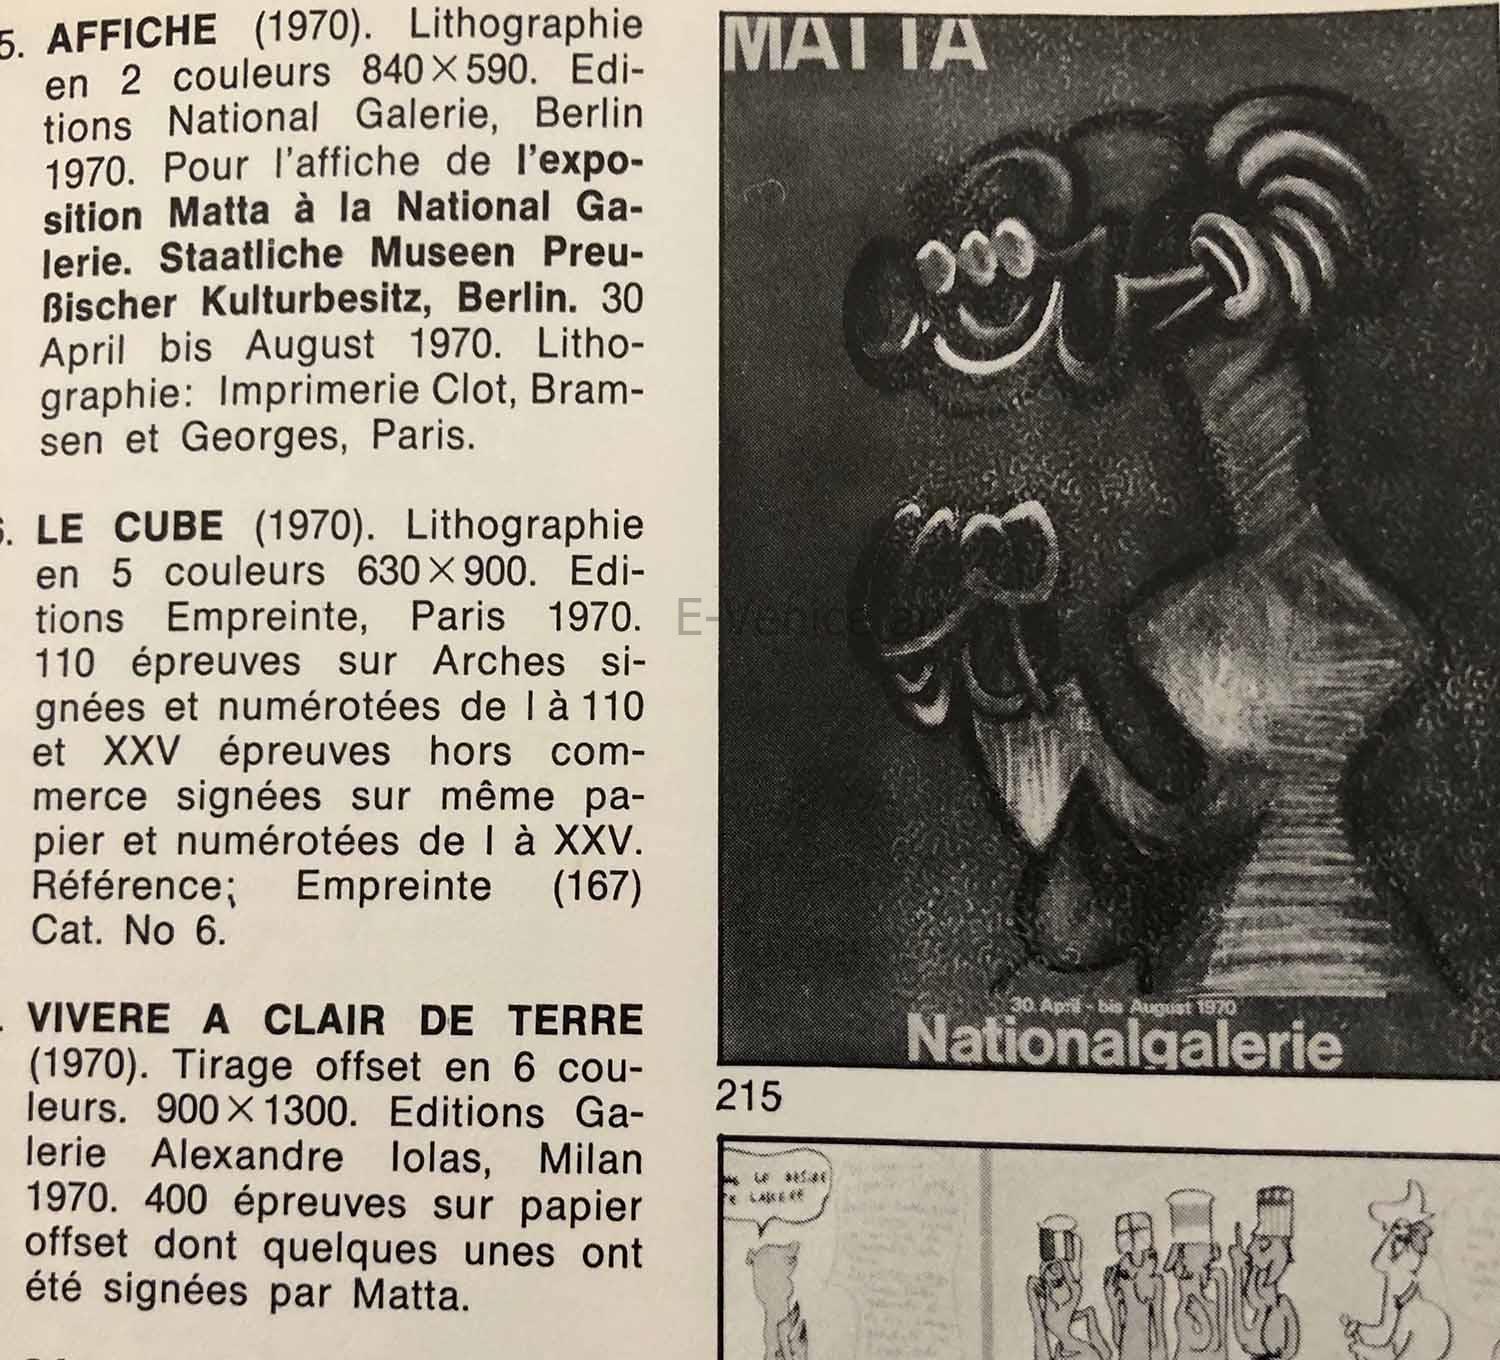 5. AFFICHE (1970). Lithographie
en 2 couleurs 840×590. Edi-
tions National Galerie, Berlin
1970. Pour l'affiche de l'expo-
sition Matta à la National Ga-
lerie. Staatliche Museen Preu-
ßischer Kulturbesitz, Berlin. 30
April bis August 1970. Litho-
graphie: Imprimerie Clot, Bram-
sen et Georges, Paris.
6. LE CUBE (1970). Lithographie
en 5 couleurs 630×900. Edi-
tions Empreinte, Paris 1970.
110 épreuves sur Arches si-
gnées et numérotées de I à 110
et XXV épreuves hors com-
merce signées sur même pa-
pier et numérotées de I à XXV.
Référence; Empreinte (167)
Cat. No 6.
. VIVERE A CLAIR DE TERRE
(1970). Tirage offset en 6 cou-
leurs. 900×1300. Editions Ga-
lerie Alexandre Iolas, Milan
1970. 400 épreuves sur papier
offset dont quelques unes ont
été signées par Matta.
MATTA
30 April - bis August 1970
Nationalgalerie
215
LE